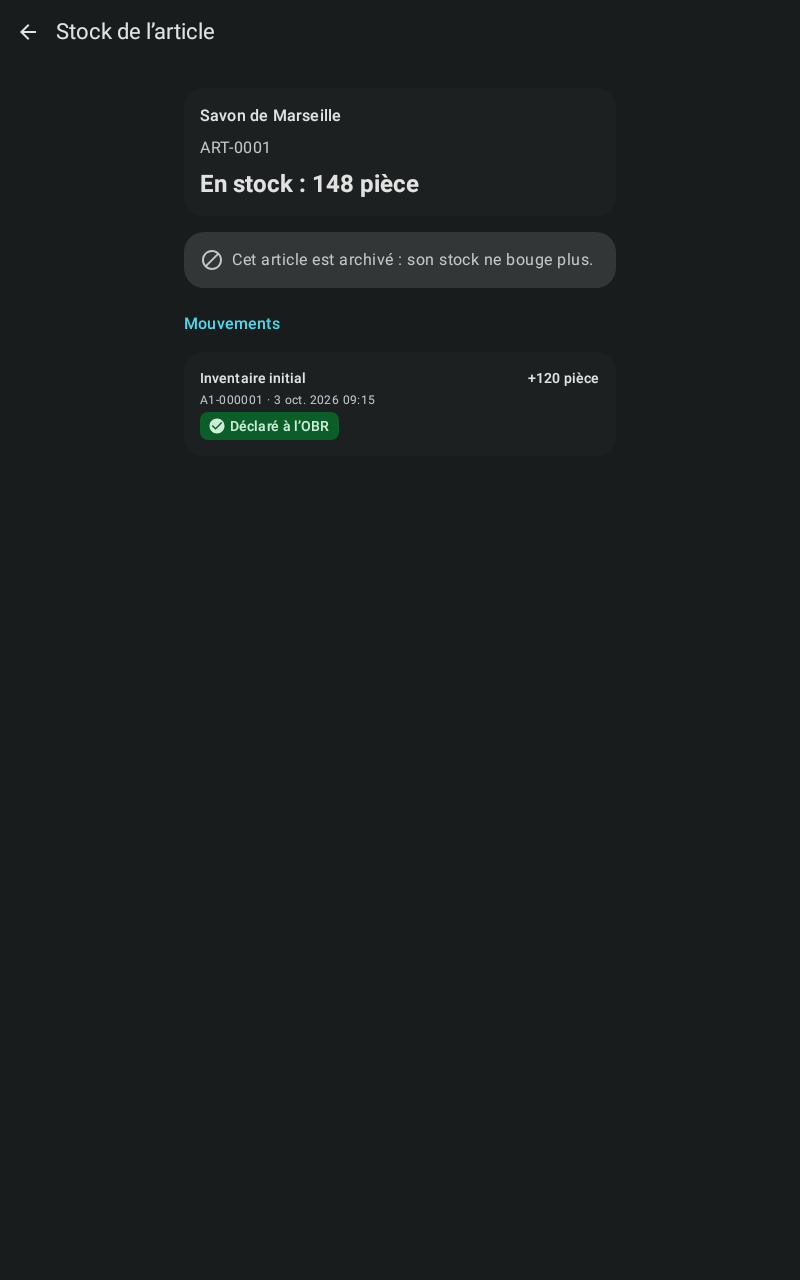 Stock de l’article
Savon de Marseille
ART-0001
En stock : 148 pièce
Cet article est archivé : son stock ne bouge plus.
Mouvements
Inventaire initial
+120 pièce
A1-000001 · 3 oct. 2026 09:15
Déclaré à l’OBR